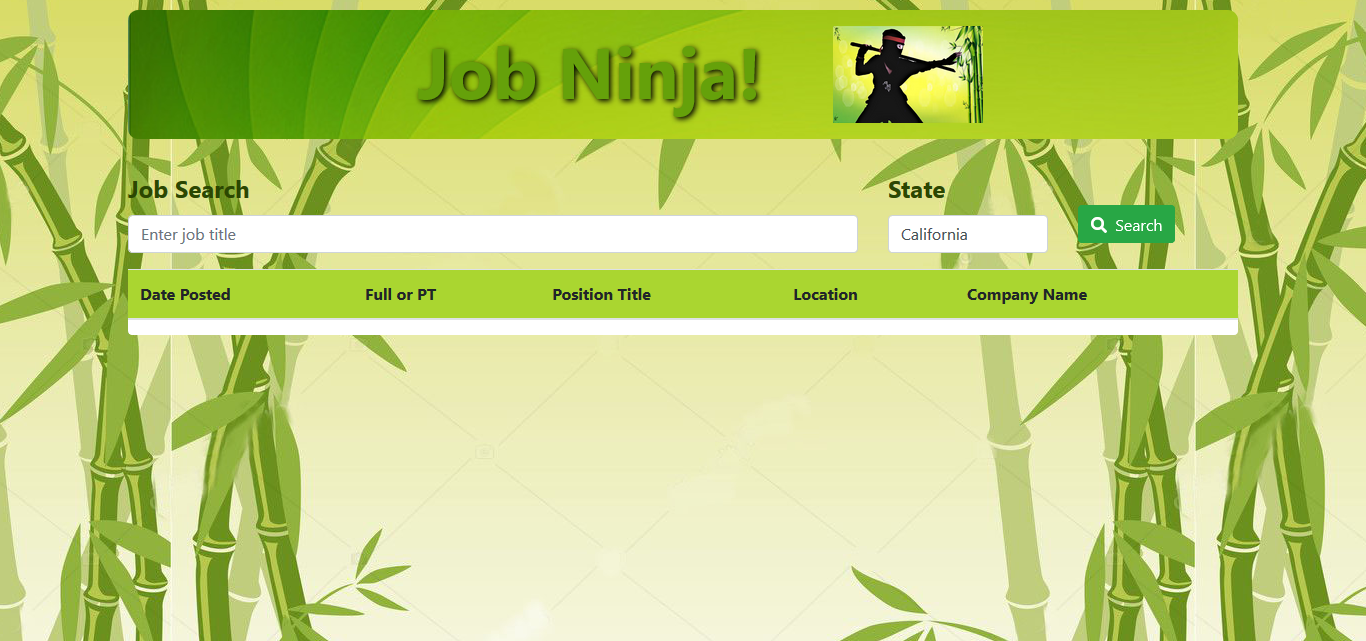 Job Ninja!
Job Search
State
Enter job title
California
Search
Date Posted
Full or PT
Position Title
Location
Company Name